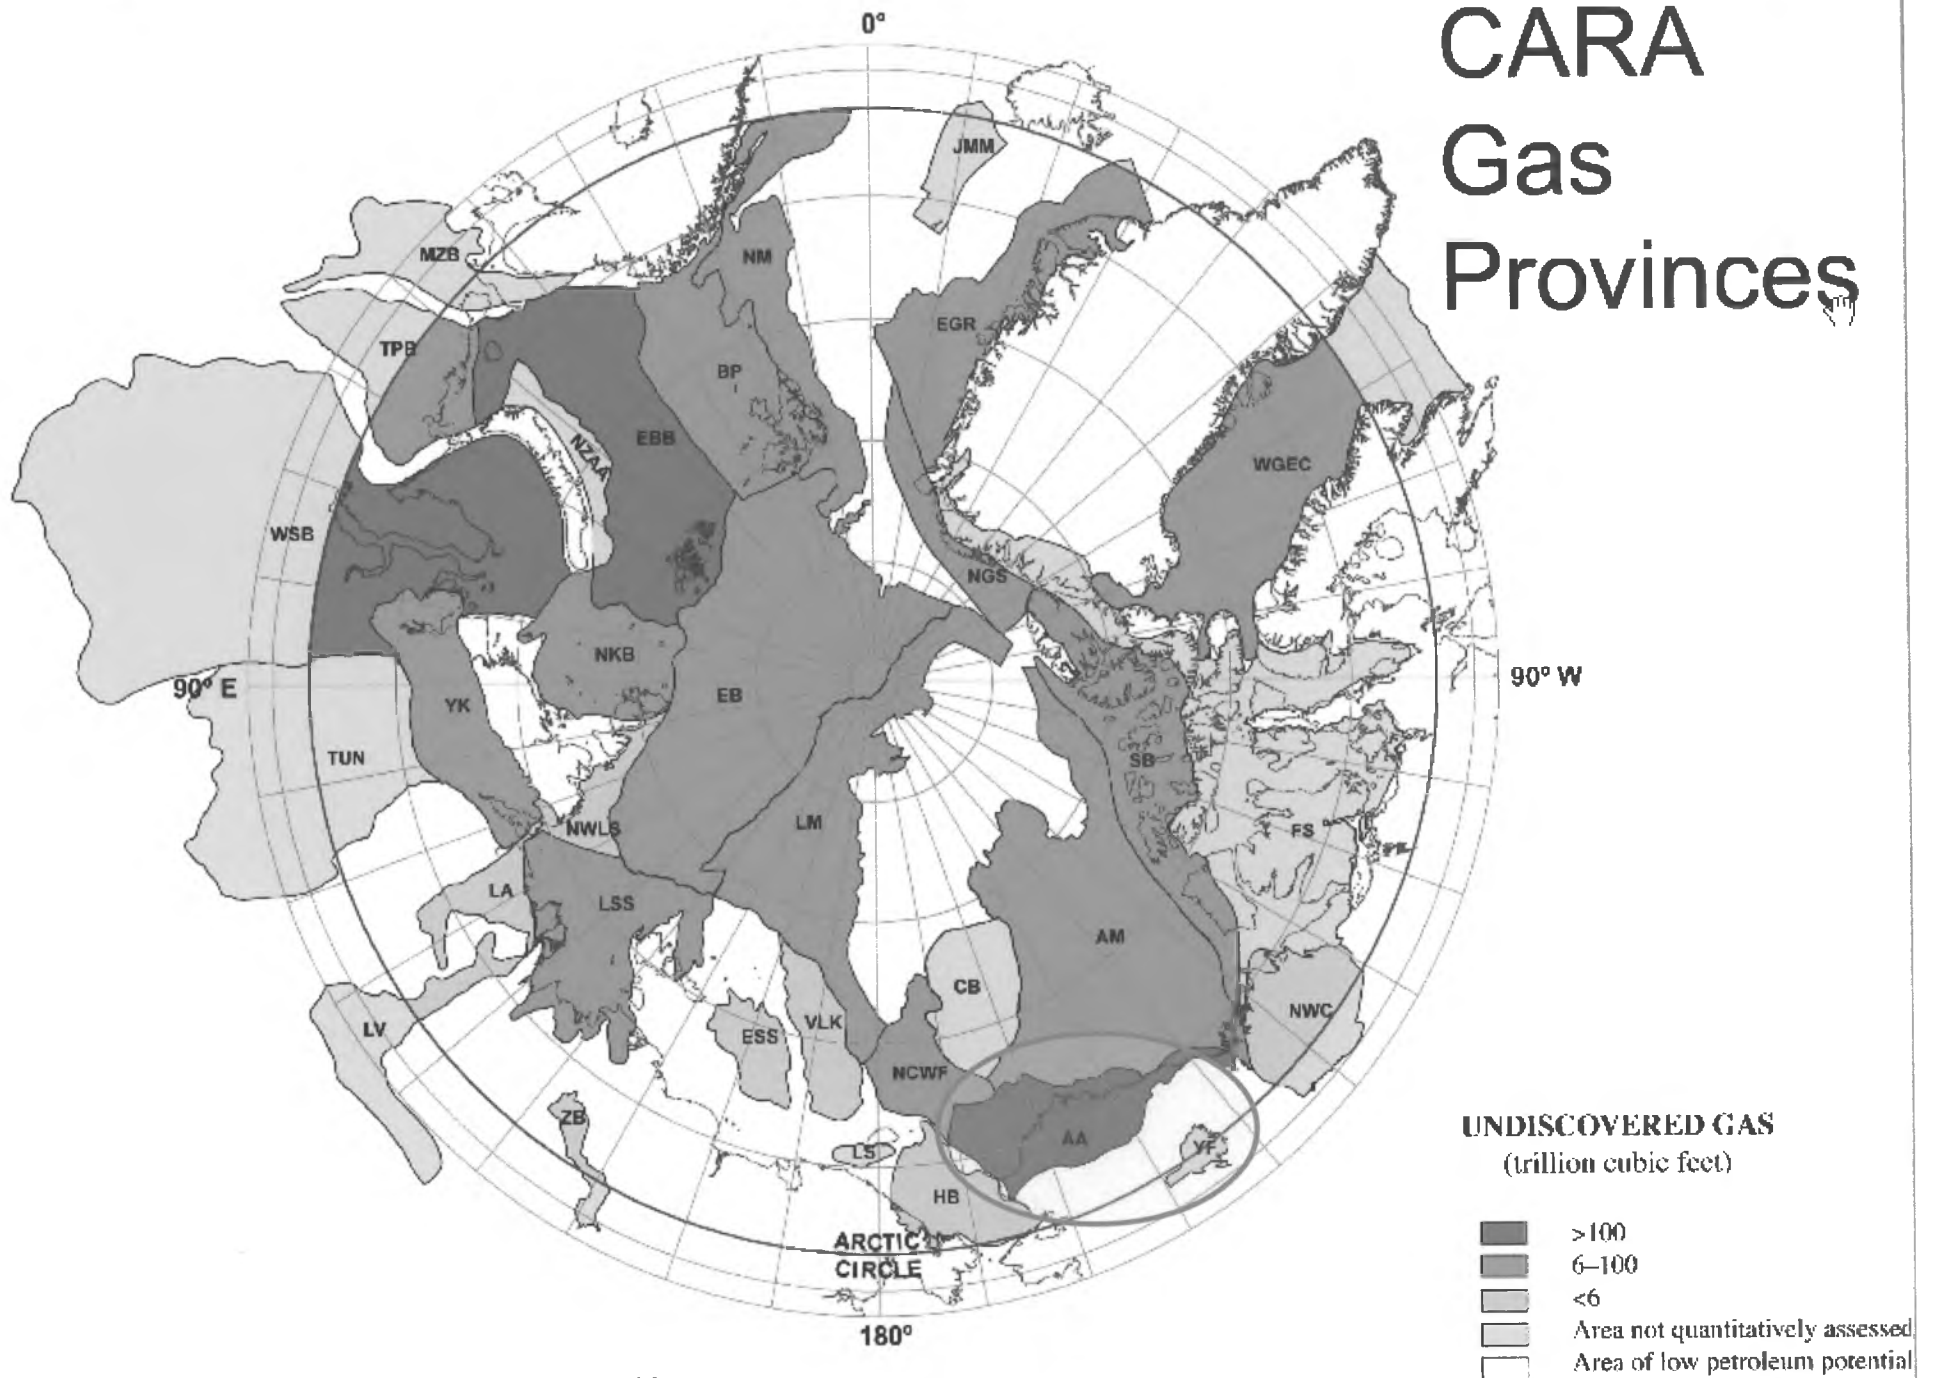 0°
CARA
Gas
Provinces
JMM
MZB
NM
TPB
EGR
BP
EBB
NZAA
WGEC
WSB
NGS
NKB
90° E
90° W
EB
YK
TUN
SB
LM
NWLS
FS
LA
LSS
AM
CB
NWC
LV
ESS
VLK
NCWF
ZB
AA
YF
LS
HB
ARCTIC
CIRCLE
180°
UNDISCOVERED GAS
(trillion cubic feet)
>100
6–100
<6
Area not quantitatively assessed
Area of low petroleum potential